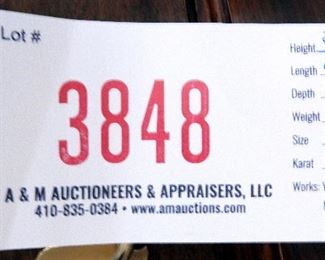 Lot #
3848
A & M AUCTIONEERS & APPRAISERS, LLC
410-835-0384 • www.amauctions.com
Height
Length
Depth
Weight
Size
Karat
Works: